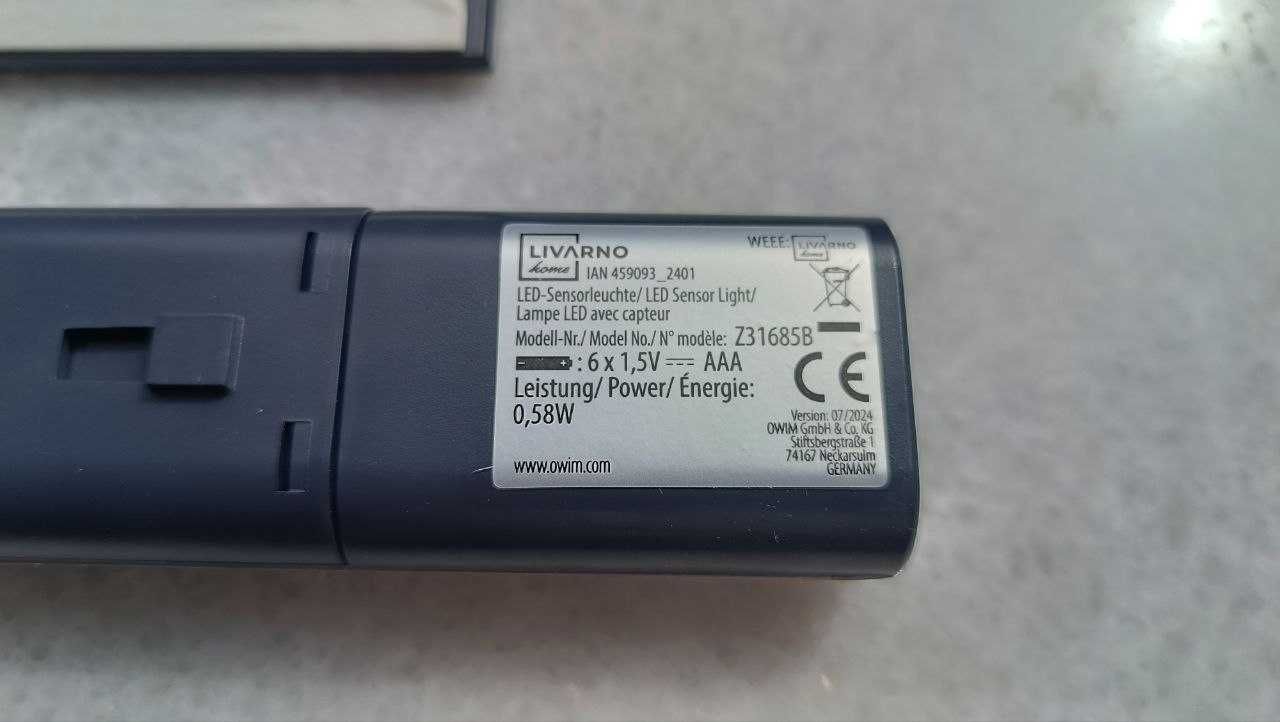 LIVARNO
home
IAN 459093_2401
WEEE: LIVARNO
home
LED-Sensorleuchte/ LED Sensor Light/
Lampe LED avec capteur
Modell-Nr./ Model No./ N° modèle: Z31685B
- + : 6 x 1,5V ⎓ AAA
Leistung/ Power/ Énergie:
0,58W
CE
Version: 07/2024
OWIM GmbH & Co. KG
Stiftsbergstraße 1
74167 Neckarsulm
GERMANY
www.owim.com